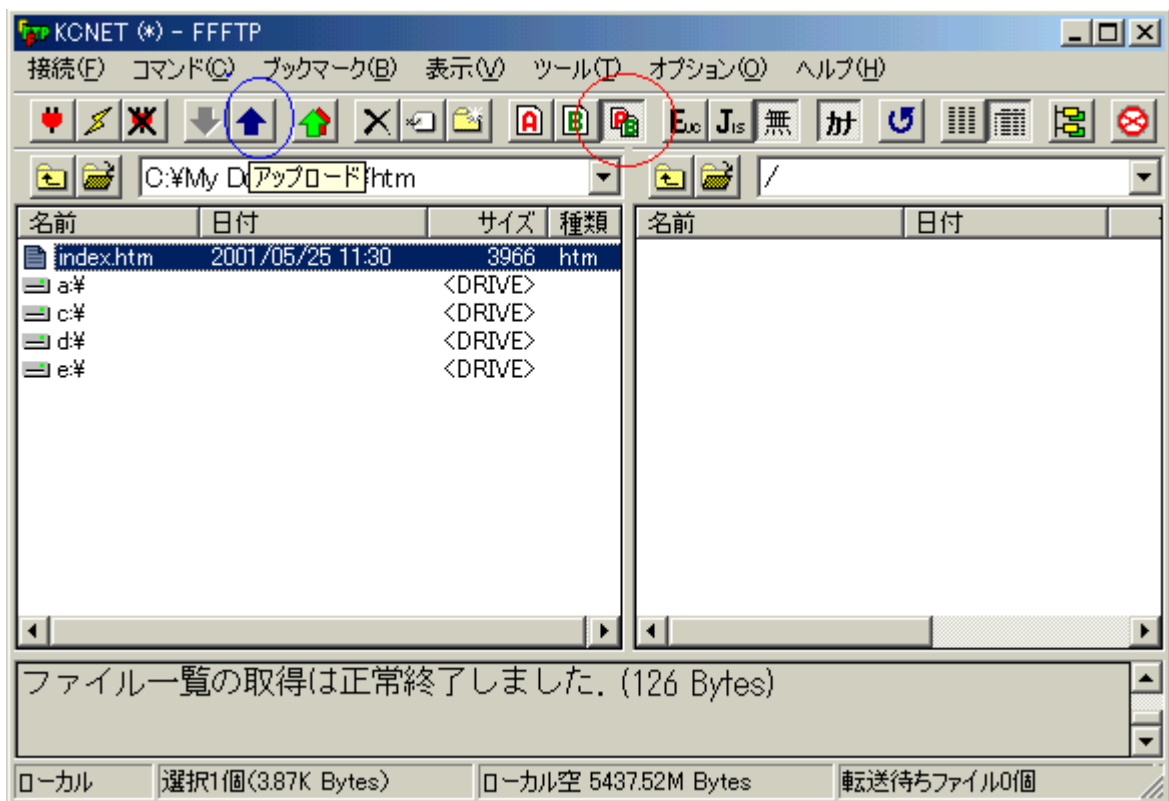 KCNET (*) - FFFTP
接続(F) コマンド(C) ブックマーク(B) 表示(V) ツール(T) オプション(O) ヘルプ(H)
A B A B Euc JIS 無 カナ
C:¥My D アップロード ¥htm /
名前 日付 サイズ 種類 名前 日付
index.htm 2001/05/25 11:30 3966 htm
a:¥ <DRIVE>
c:¥ <DRIVE>
d:¥ <DRIVE>
e:¥ <DRIVE>
ファイル一覧の取得は正常終了しました. (126 Bytes)
ローカル 選択1個(3.87K Bytes) ローカル空 5437.52M Bytes 転送待ちファイル0個